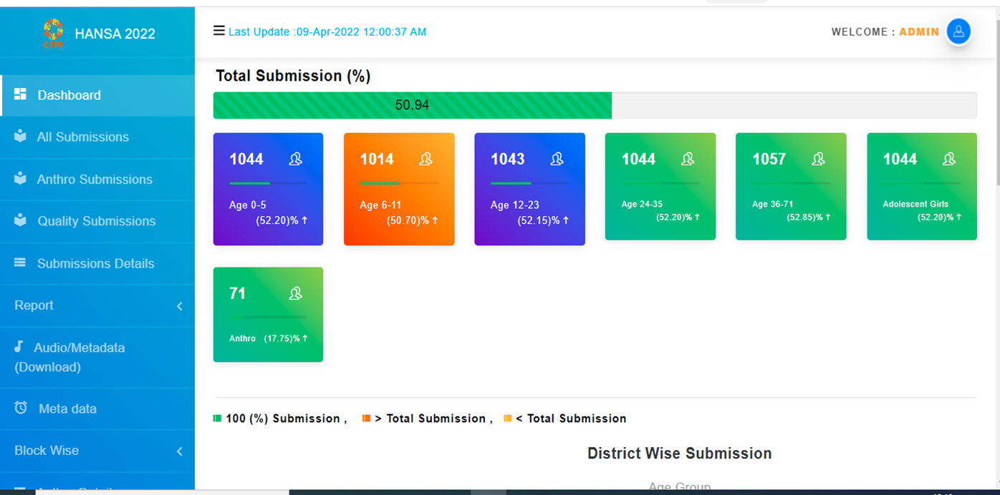 care
HANSA 2022
Last Update :09-Apr-2022 12:00:37 AM
WELCOME : ADMIN
Dashboard
All Submissions
Anthro Submissions
Quality Submissions
Submissions Details
Report
Audio/Metadata
(Download)
Meta data
Block Wise
Total Submission (%)
50.94
1044
Age 0-5
(52.20)% ↑
1014
Age 6-11
(50.70)% ↑
1043
Age 12-23
(52.15)% ↑
1044
Age 24-35
(52.20)% ↑
1057
Age 36-71
(52.85)% ↑
1044
Adolescent Girls
(52.20)% ↑
71
Anthro (17.75)% ↑
100 (%) Submission , > Total Submission , < Total Submission
District Wise Submission
Age Group